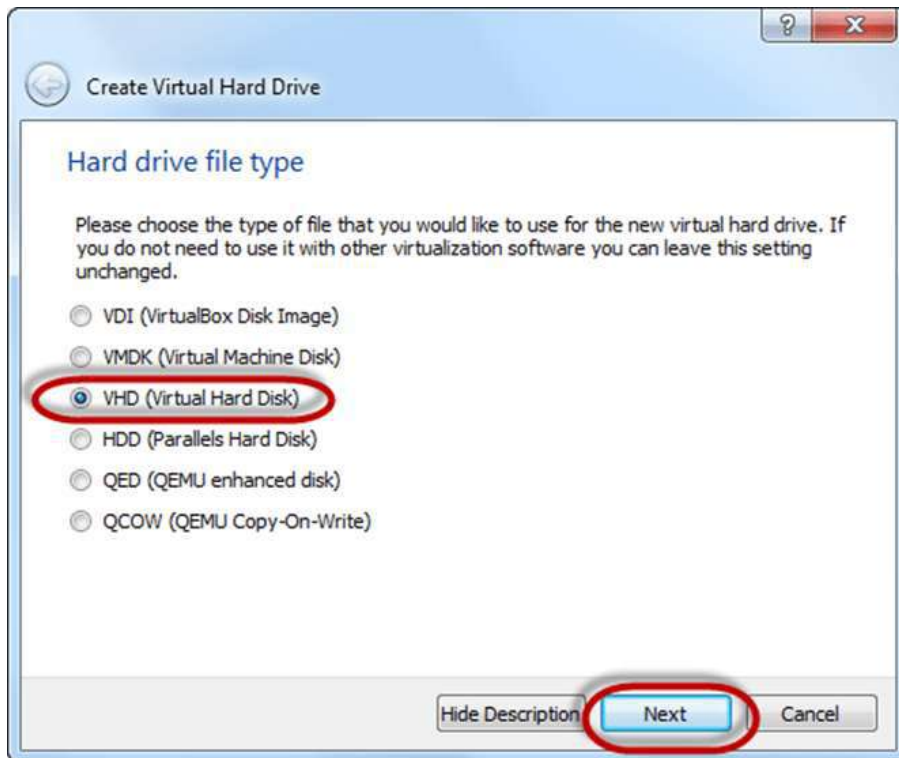 Create Virtual Hard Drive
Hard drive file type
Please choose the type of file that you would like to use for the new virtual hard drive. If
you do not need to use it with other virtualization software you can leave this setting
unchanged.
VDI (VirtualBox Disk Image)
VMDK (Virtual Machine Disk)
VHD (Virtual Hard Disk)
HDD (Parallels Hard Disk)
QED (QEMU enhanced disk)
QCOW (QEMU Copy-On-Write)
Hide Description Next Cancel